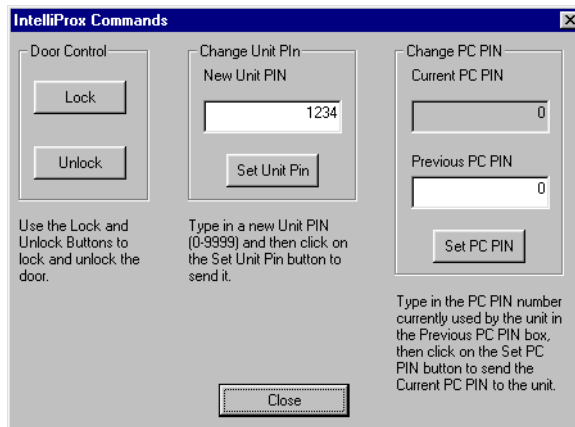 IntelliProx Commands
Door Control
Lock
Unlock
Use the Lock and
Unlock Buttons to
lock and unlock the
door.
Change Unit PIn
New Unit PIN
1234
Set Unit Pin
Type in a new Unit PIN
(0-9999) and then click on
the Set Unit Pin button to
send it.
Change PC PIN
Current PC PIN
0
Previous PC PIN
0
Set PC PIN
Type in the PC PIN number
currently used by the unit in
the Previous PC PIN box,
then click on the Set PC
PIN button to send the
Current PC PIN to the unit.
Close